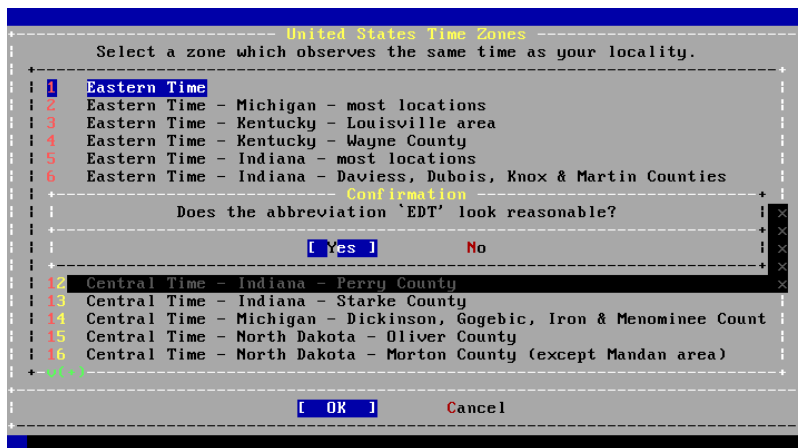 United States Time Zones
Select a zone which observes the same time as your locality.
1 Eastern Time
2 Eastern Time - Michigan - most locations
3 Eastern Time - Kentucky - Louisville area
4 Eastern Time - Kentucky - Wayne County
5 Eastern Time - Indiana - most locations
6 Eastern Time - Indiana - Daviess, Dubois, Knox & Martin Counties
Confirmation
Does the abbreviation `EDT' look reasonable?
[ Yes ] No
12 Central Time - Indiana - Perry County
13 Central Time - Indiana - Starke County
14 Central Time - Michigan - Dickinson, Gogebic, Iron & Menominee Count
15 Central Time - North Dakota - Oliver County
16 Central Time - North Dakota - Morton County (except Mandan area)
v(+)
[ OK ] Cancel